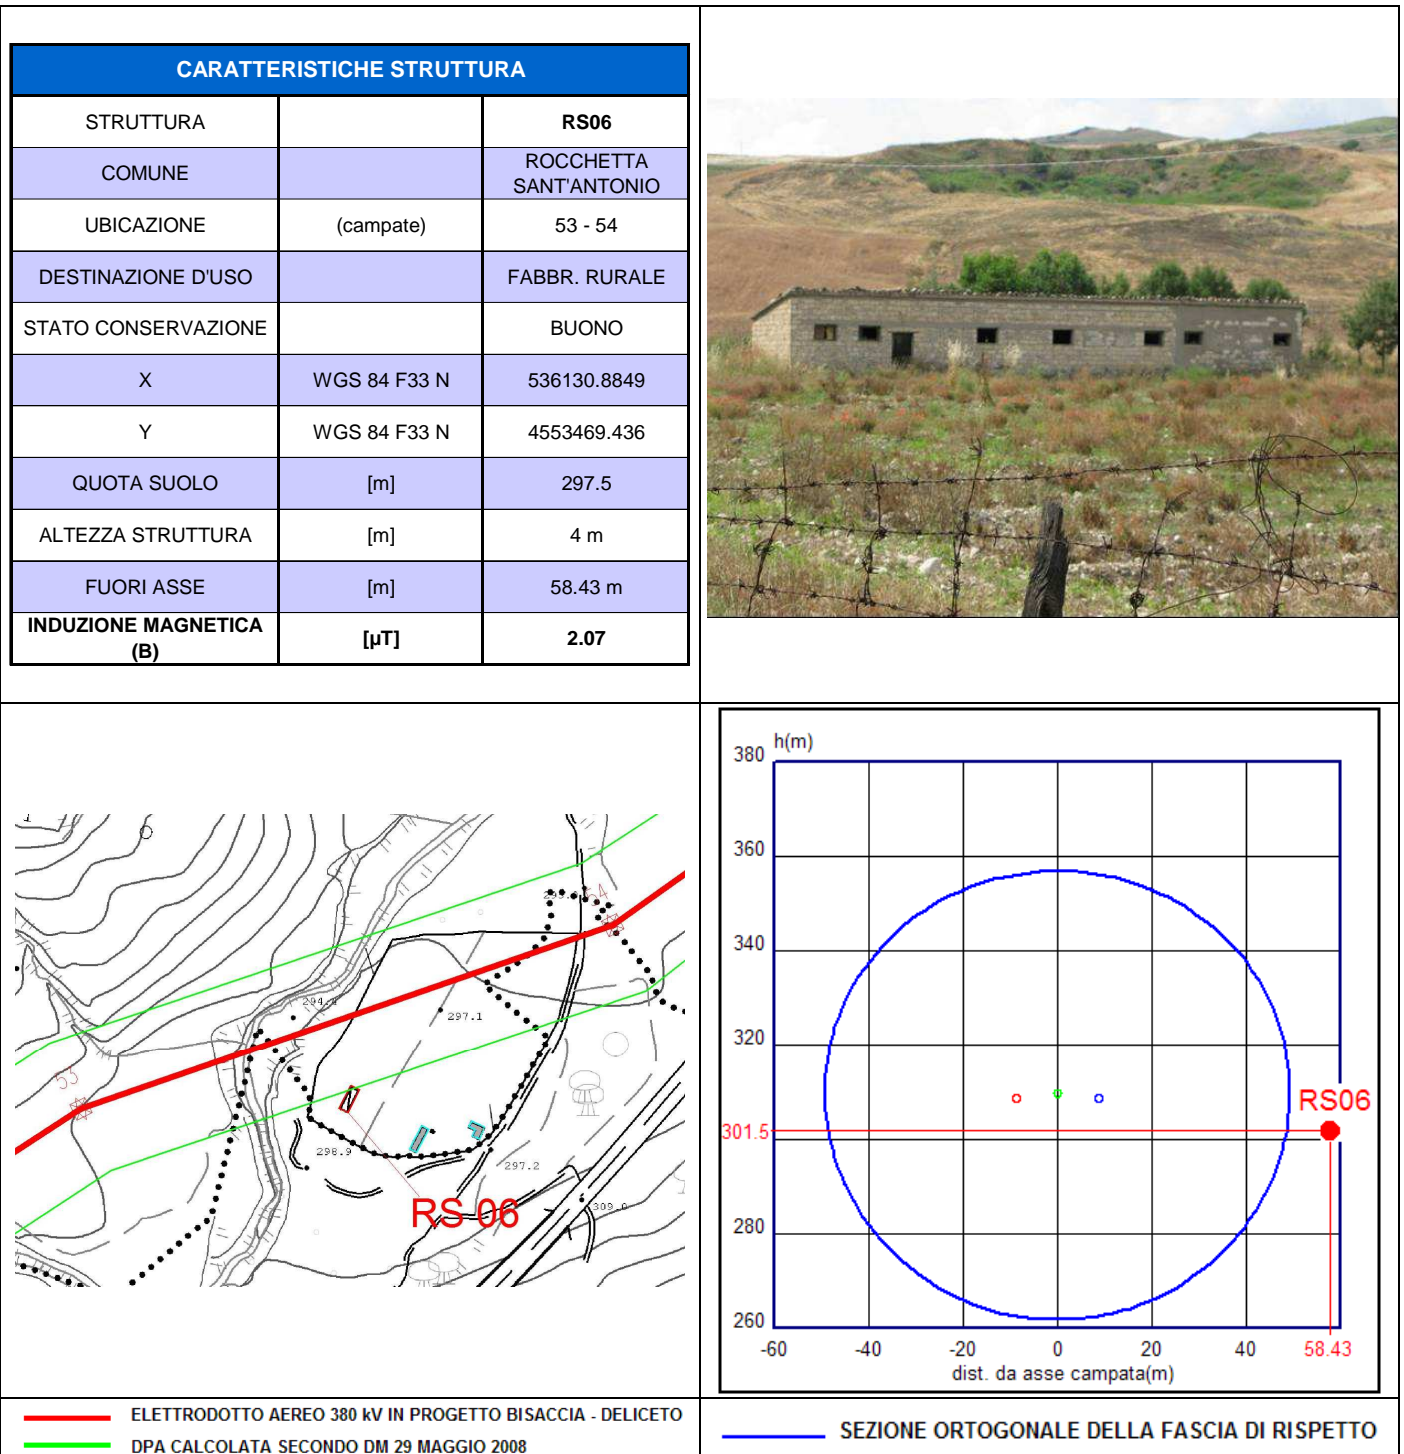 CARATTERISTICHE STRUTTURA
STRUTTURA RS06
COMUNE ROCCHETTA SANT'ANTONIO
UBICAZIONE (campate) 53 - 54
DESTINAZIONE D'USO FABBR. RURALE
STATO CONSERVAZIONE BUONO
X WGS 84 F33 N 536130.8849
Y WGS 84 F33 N 4553469.436
QUOTA SUOLO [m] 297.5
ALTEZZA STRUTTURA [m] 4 m
FUORI ASSE [m] 58.43 m
INDUZIONE MAGNETICA (B) [µT] 2.07
54
294.
297.1
53
298.9
297.2
309.0
RS 06
h(m)
380
360
340
320
RS06
301.5
280
260
-60 -40 -20 0 20 40 58.43
dist. da asse campata(m)
ELETTRODOTTO AEREO 380 kV IN PROGETTO BISACCIA - DELICETO
DPA CALCOLATA SECONDO DM 29 MAGGIO 2008
SEZIONE ORTOGONALE DELLA FASCIA DI RISPETTO